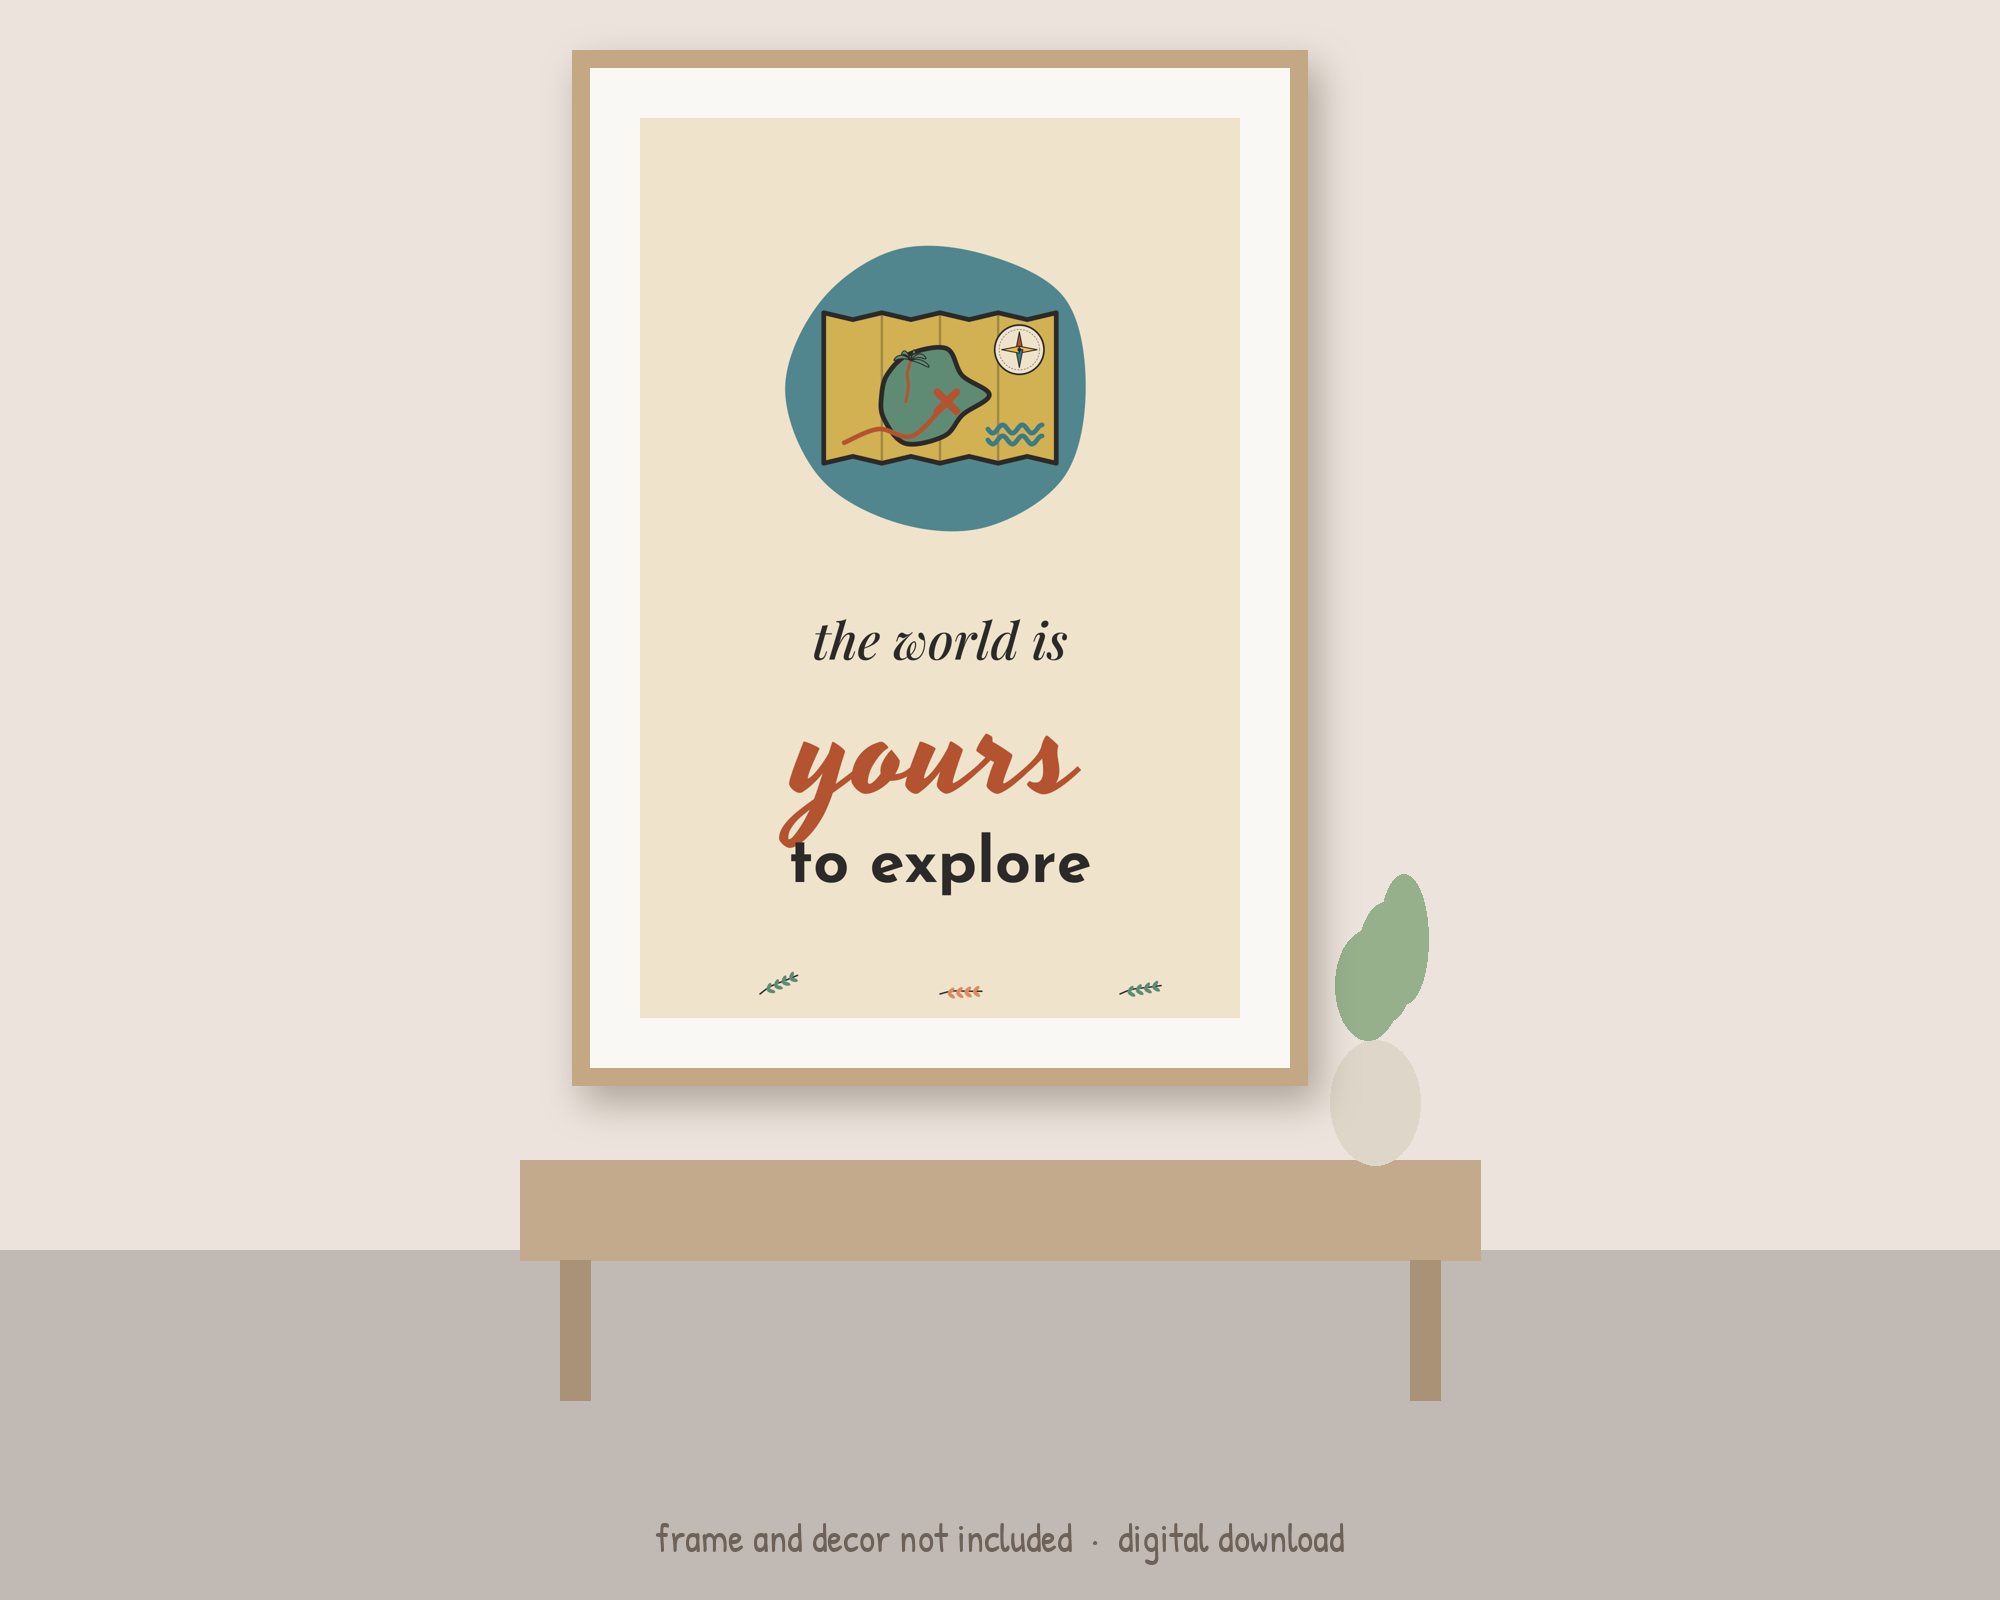 the world is
yours
to explore
frame and decor not included · digital download